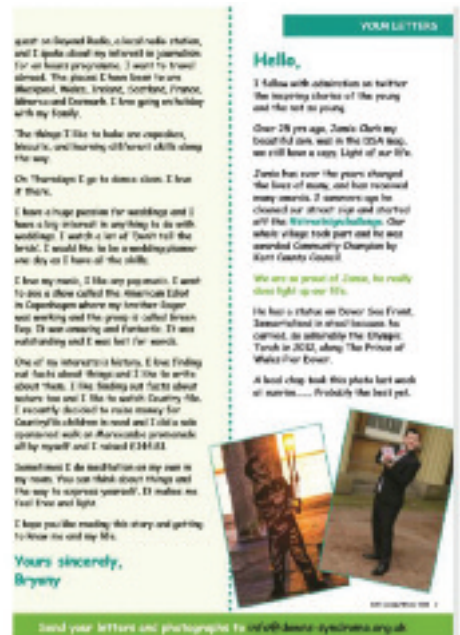 YOUR LETTERS
guest on Beyond Radio, a local radio station,
and I spoke about my interest in journalism
for an hours programme. I want to travel
abroad. The places I have been to are
Blackpool, Wales, Ireland, Scotland, France,
Minorca and Denmark. I love going on holiday
with my family.
The things I like to bake are cupcakes,
biscuits, and learning different skills along
the way.
On Thursdays I go to dance class. I love
it there.
I have a huge passion for weddings and I
have a big interest in anything to do with
weddings. I watch a lot of 'Don't tell the
bride'. I would like to be a wedding planner
one day as I have all the skills.
I love my music, I like any pop music. I went
to see a show called the American Idiot
in Copenhagen where my brother
was working and the group is called Green
Day. It was amazing and fantastic. It was
outstanding and I was lost for words.
One of my interests is history, I love finding
out facts about things and I like to write
about them. I like finding out facts about
nature too and I like to watch Country file.
I recently decided to raise money for
Countryfile children in need and I did a solo
sponsored walk on Morecambe promenade
all by myself and I raised
Sometimes I do meditation on my own in
my room. You can think about things and
the way to express yourself. It makes me
feel free and light.
I hope you like reading this story and getting
to know me and my life.
Yours sincerely,
Bryony
Hello,
I follow with admiration on twitter
the inspiring stories of the young
and the not so young.
Over 25 yrs ago, Jamie Clark my
beautiful son, was in the DSA mag,
we still have a copy. Light of our life.
Jamie has over the years changed
the lives of many, and has received
many awards. 2 summers ago he
cleaned our street sign and started
off the Our
whole village took part and he was
awarded Community Champion by
Kent County Council.
We are so proud of Jamie, he really
does light up our life.
He has a statue on Dover Sea Front.
Immortalised in steel because he
carried, so admirably the Olympic
Torch in 2012, along The Prince of
Wales Pier Dover.
A local chap took this photo last week
at sunrise..... Probably the best yet.
Send your letters and photographs to info@downs-syndrome.org.uk